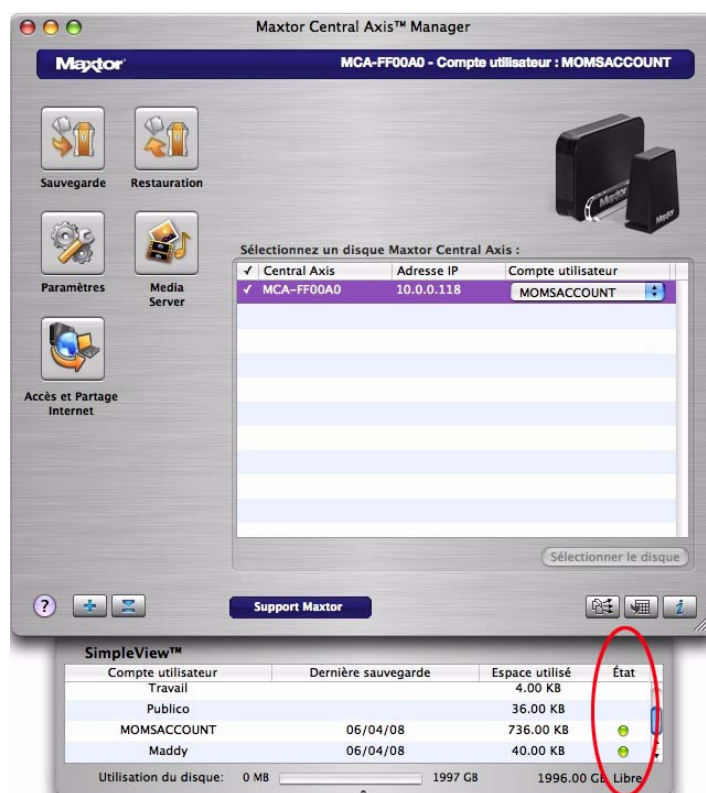 Maxtor Central Axis™ Manager
Maxtor
MCA-FF00A0 - Compte utilisateur : MOMSACCOUNT
Sauvegarde
Restauration
Maxtor
Maxtor
Paramètres
Media Server
Accès et Partage Internet
Sélectionnez un disque Maxtor Central Axis :
✓ Central Axis Adresse IP Compte utilisateur
✓ MCA-FF00A0 10.0.0.118 MOMSACCOUNT
Sélectionner le disque
?
Support Maxtor
i
SimpleView™
Compte utilisateur Dernière sauvegarde Espace utilisé État
Travail 4.00 KB
Publico 36.00 KB
MOMSACCOUNT 06/04/08 736.00 KB
Maddy 06/04/08 40.00 KB
Utilisation du disque: 0 MB 1997 GB 1996.00 GB Libre